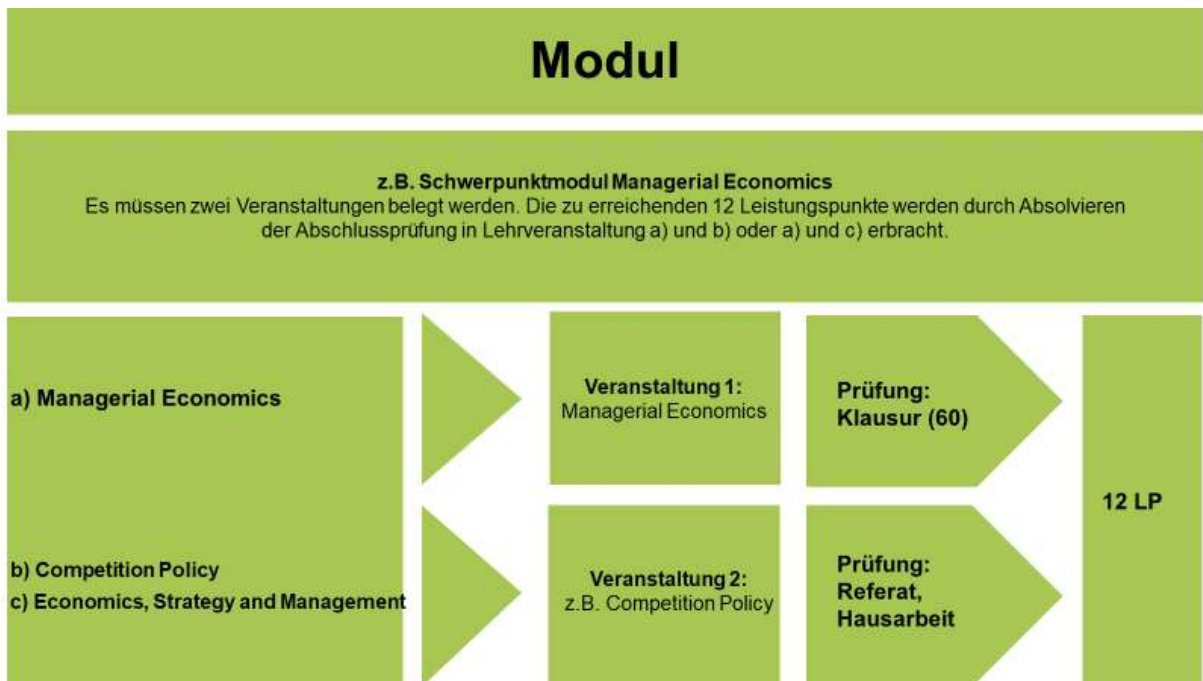 Modul
z.B. Schwerpunktmodul Managerial Economics
Es müssen zwei Veranstaltungen belegt werden. Die zu erreichenden 12 Leistungspunkte werden durch Absolvieren
der Abschlussprüfung in Lehrveranstaltung a) und b) oder a) und c) erbracht.
a) Managerial Economics
Veranstaltung 1:
Managerial Economics
Prüfung:
Klausur (60)
b) Competition Policy
c) Economics, Strategy and Management
Veranstaltung 2:
z.B. Competition Policy
Prüfung:
Referat,
Hausarbeit
12 LP